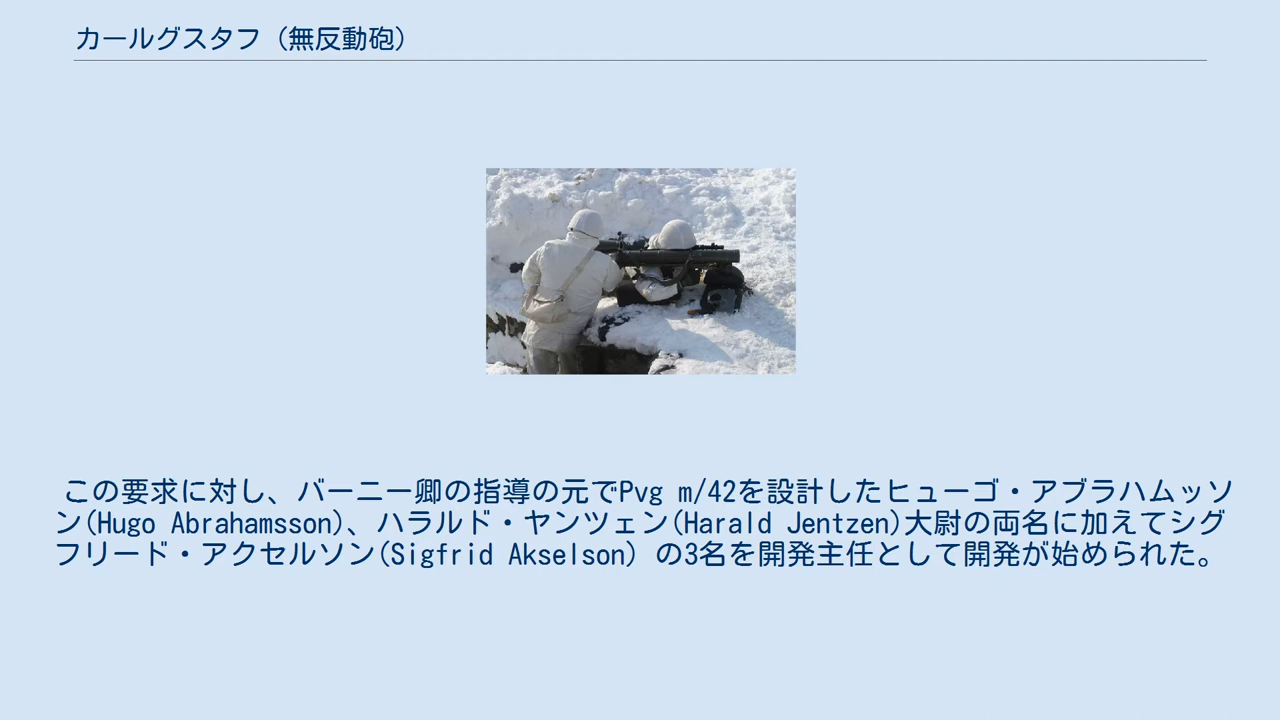 カールグスタフ（無反動砲）
この要求に対し、バーニー卿の指導の元でPvg m/42を設計したヒューゴ・アブラハムッソ
ン(Hugo Abrahamsson)、ハラルド・ヤンツェン(Harald Jentzen)大尉の両名に加えてシグ
フリード・アクセルソン(Sigfrid Akselson) の3名を開発主任として開発が始められた。